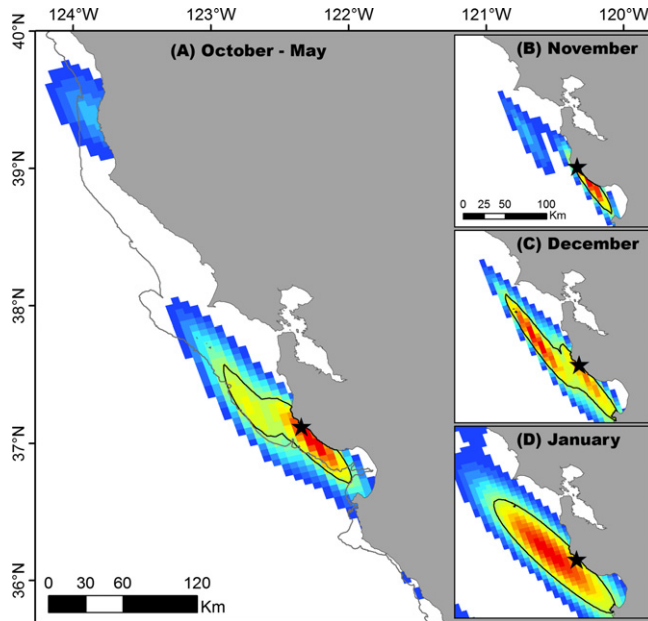 124°W 123°W 122°W 121°W 120°W
40°N
39°N
38°N
37°N
36°N
(A) October - May
0 30 60 120
Km
(B) November
0 25 50 100
Km
(C) December
(D) January